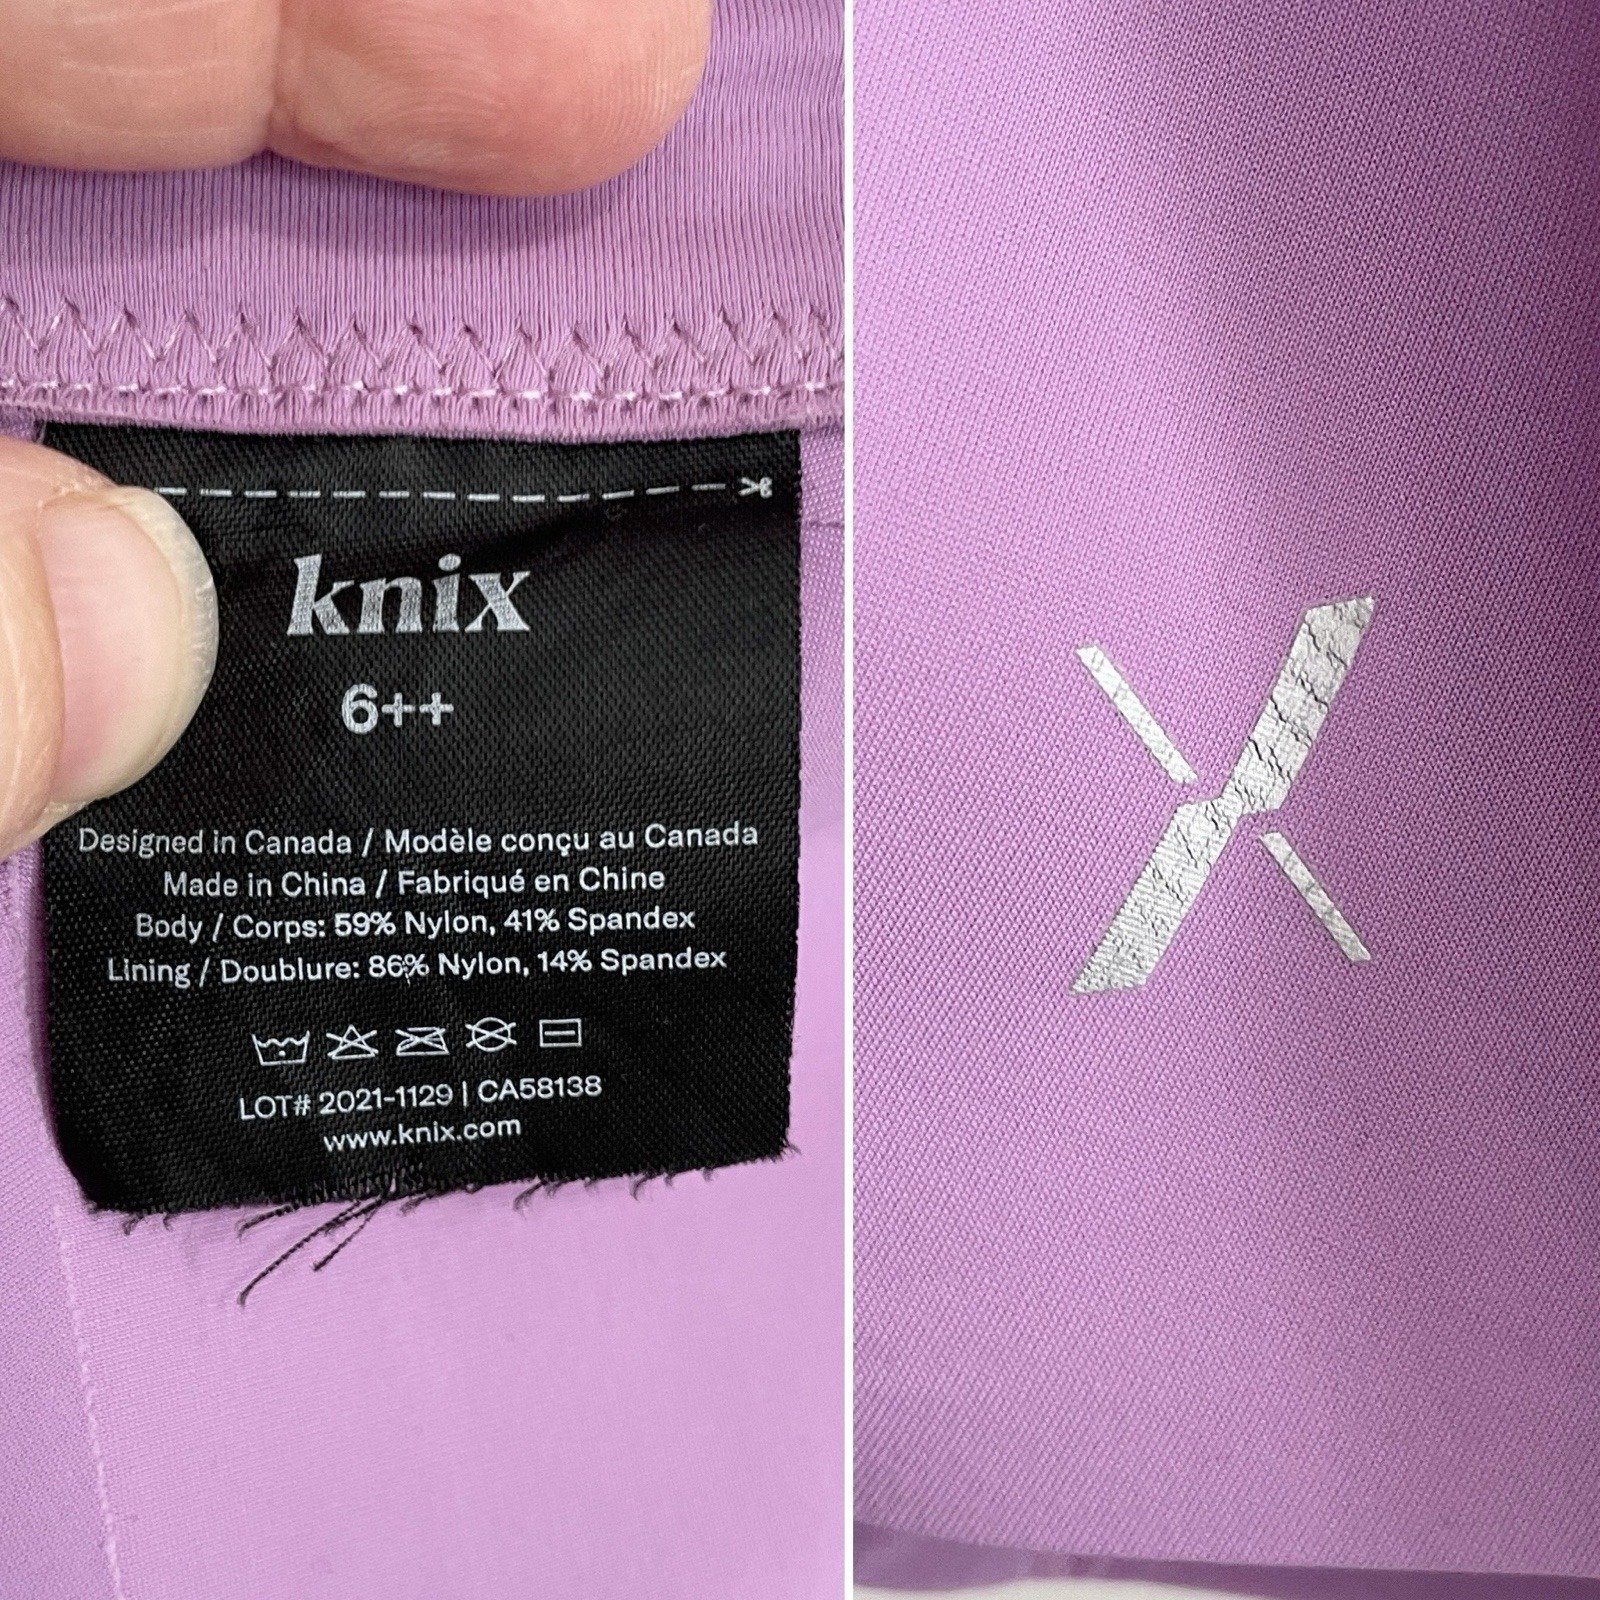 knix
6++
Designed in Canada / Modèle conçu au Canada
Made in China / Fabriqué en Chine
Body / Corps: 59% Nylon, 41% Spandex
Lining / Doublure: 86% Nylon, 14% Spandex
LOT# 2021-1129 | CA58138
www.knix.com
X